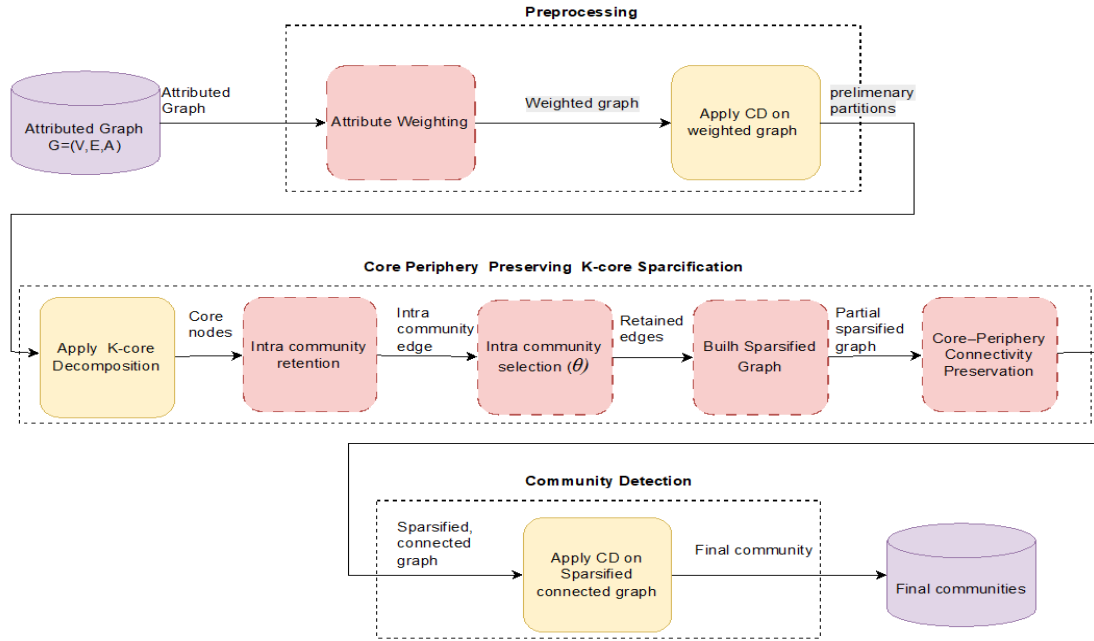 Preprocessing
Attributed
Graph
Attributed Graph
G=(V,E,A)
Attribute Weighting
Weighted graph
Apply CD on
weighted graph
prelimenary
partitions
Core Periphery Preserving K-core Sparcification
Apply K-core
Decomposition
Core
nodes
Intra community
retention
Intra
community
edge
Intra community
selection (θ)
Retained
edges
Builh Sparsified
Graph
Partial
sparsified
graph
Core–Periphery
Connectivity
Preservation
Community Detection
Sparsified,
connected
graph
Apply CD on
Sparsified
connected graph
Final community
Final communities